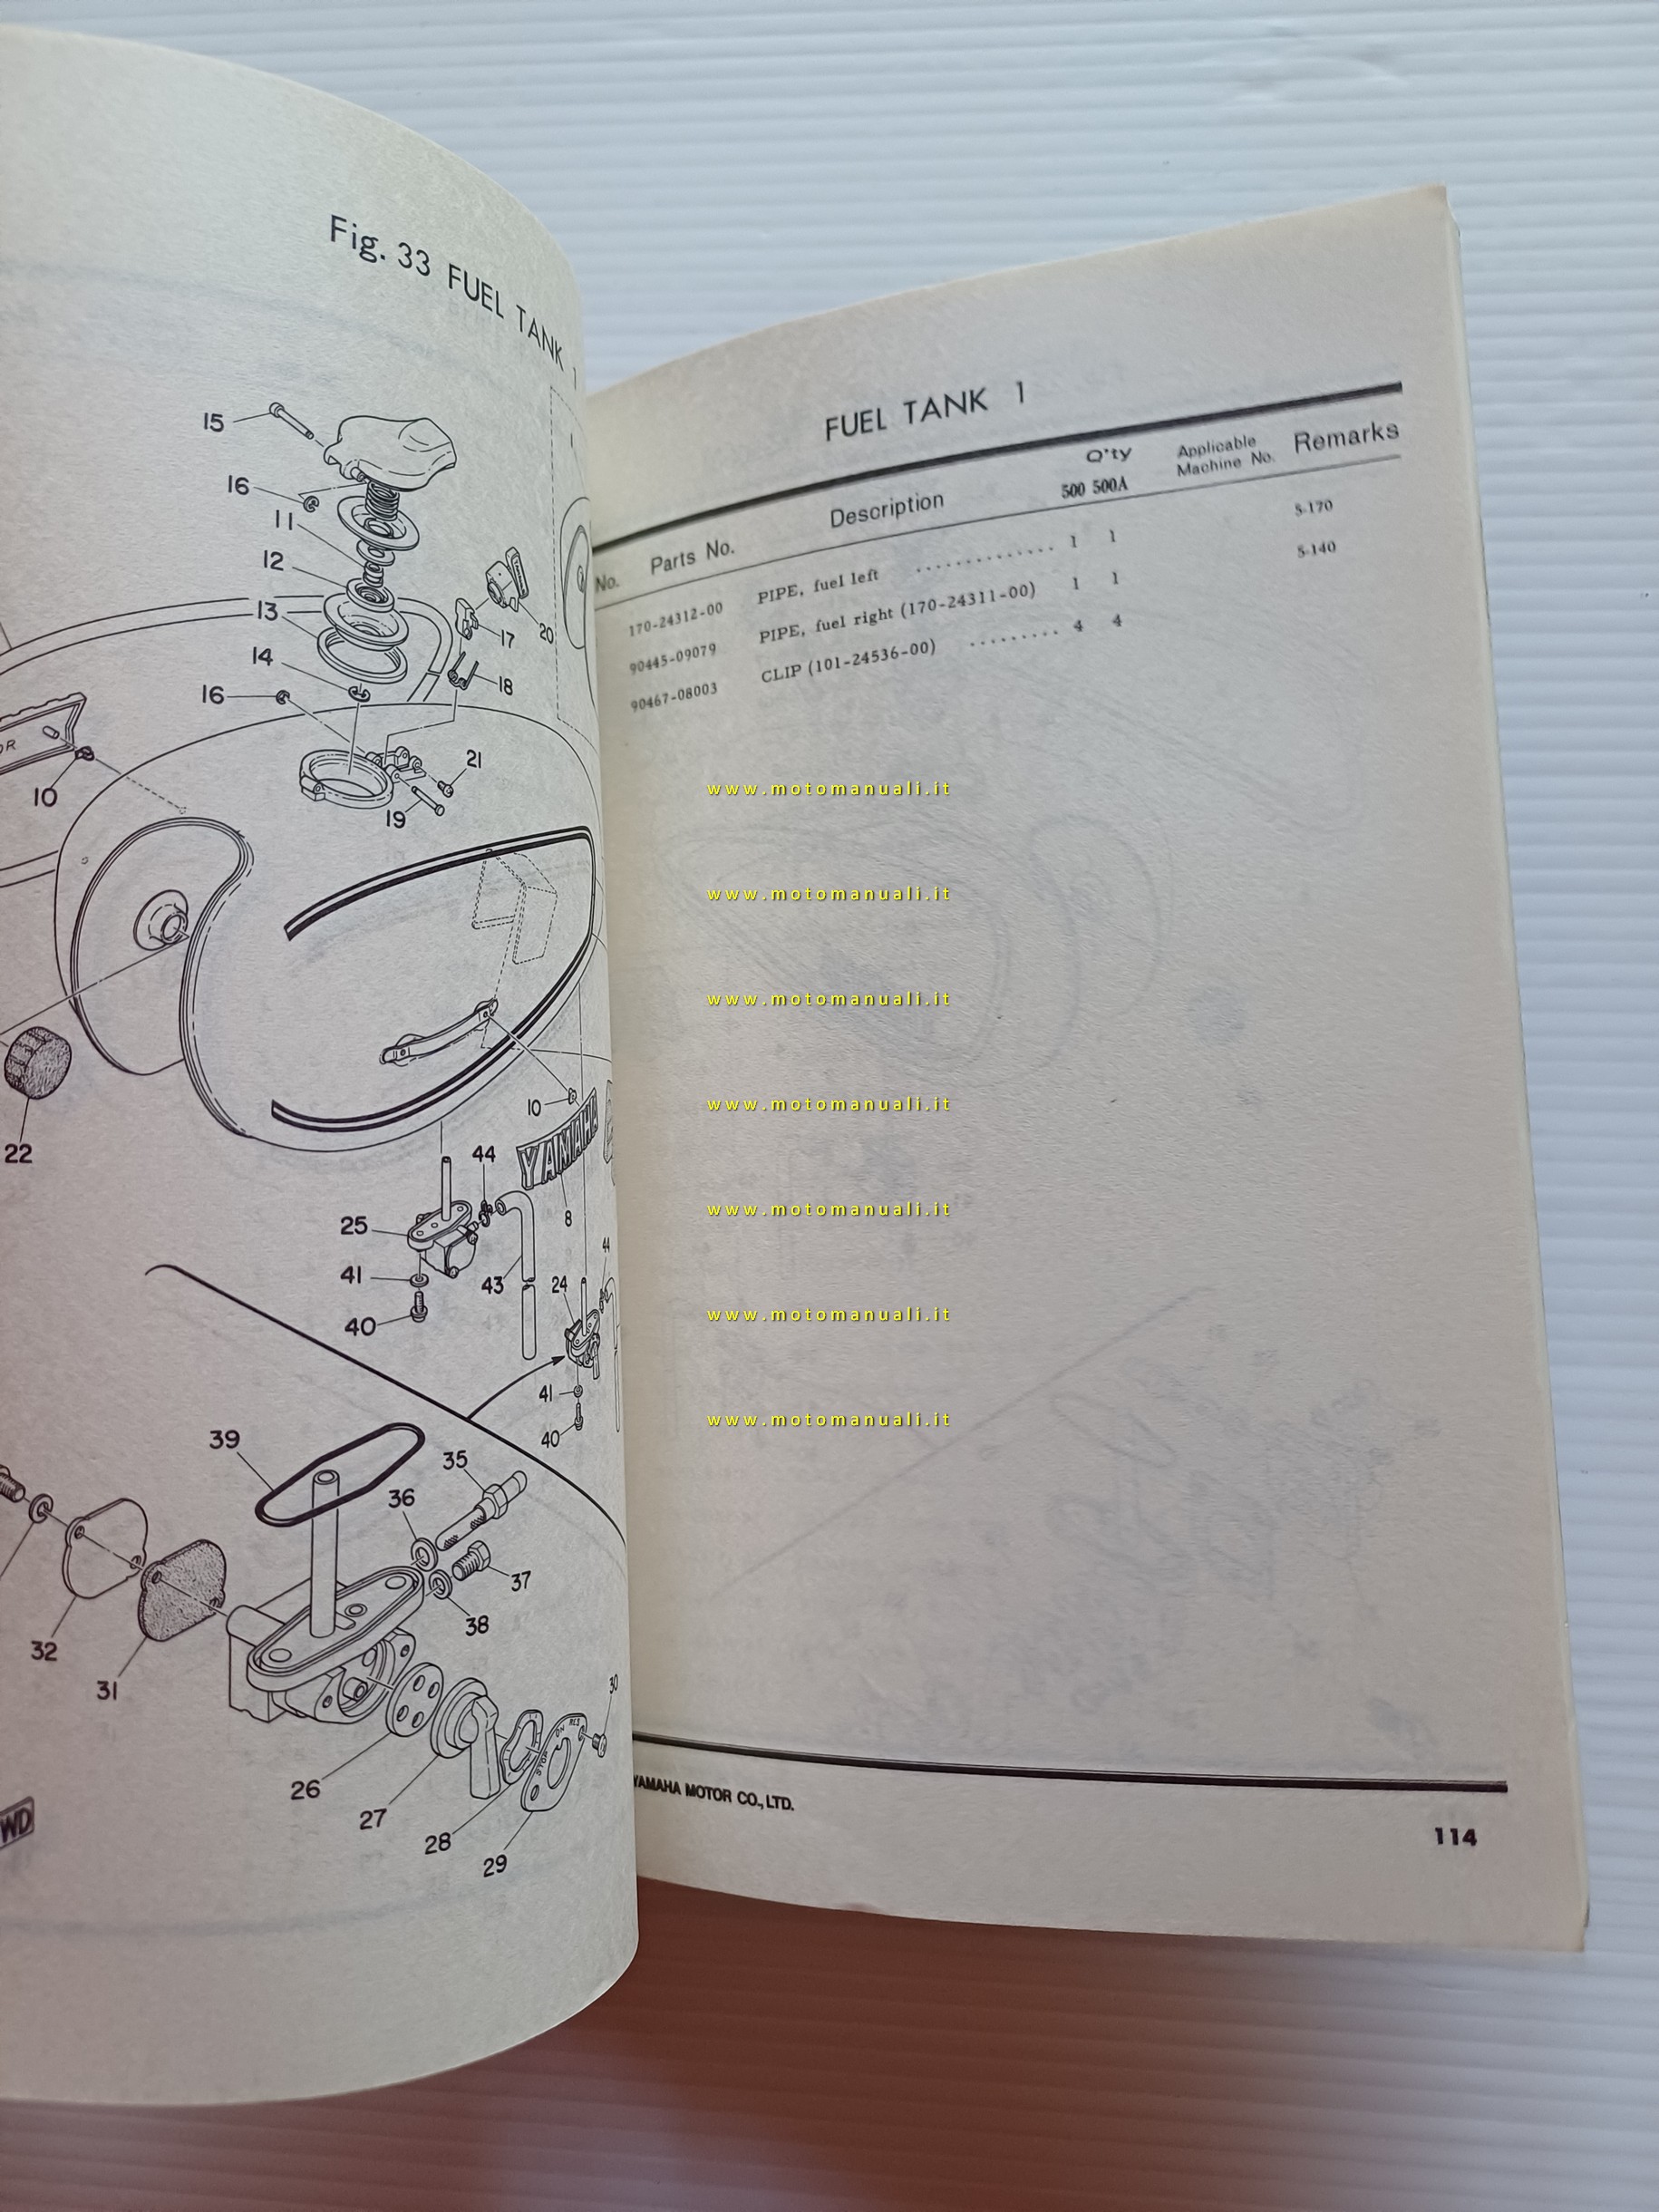 Fig. 33 FUEL TANK 1
15
16
11
12
13
14
16
17
20
18
10
21
19
22
10
YAMAHA
44
25
8
41
43
24
44
40
41
40
39
35
36
37
38
32
31
30
STOP ON RES
26
27
28
29
WD
FUEL TANK 1
No. Parts No. Description Q'ty Applicable Machine No. Remarks
500 500A
170-24312-00 PIPE, fuel left ............. 1 1 S-170
90445-09079 PIPE, fuel right (170-24311-00) 1 1 S-140
90467-08003 CLIP (101-24536-00) ......... 4 4
www.motomanuali.it
www.motomanuali.it
www.motomanuali.it
www.motomanuali.it
www.motomanuali.it
www.motomanuali.it
www.motomanuali.it
YAMAHA MOTOR CO., LTD.
114